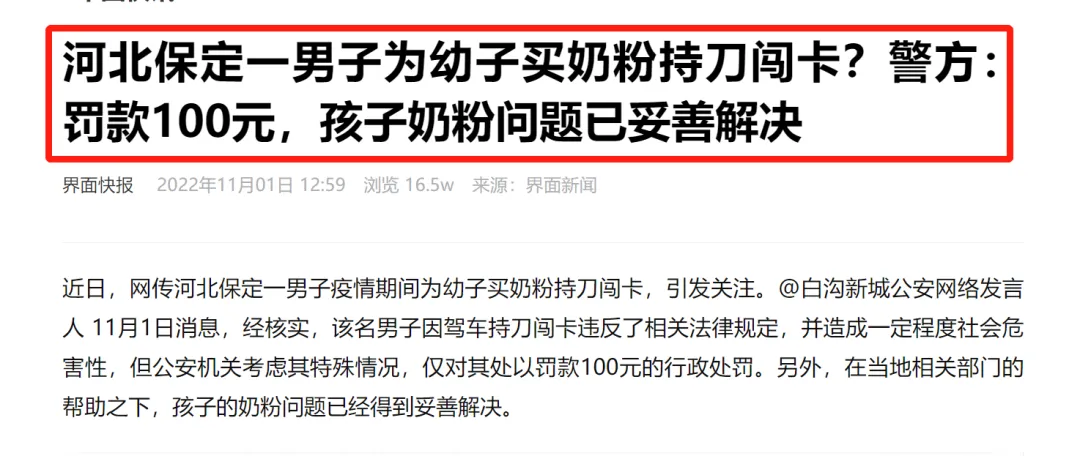 河北保定一男子为幼子买奶粉持刀闯卡？警方：
罚款100元，孩子奶粉问题已妥善解决
界面快报 2022年11月01日 12:59 浏览 16.5w 来源：界面新闻
近日，网传河北保定一男子疫情期间为幼子买奶粉持刀闯卡，引发关注。@白沟新城公安网络发言
人 11月1日消息，经核实，该名男子因驾车持刀闯卡违反了相关法律规定，并造成一定程度社会危
害性，但公安机关考虑其特殊情况，仅对其处以罚款100元的行政处罚。另外，在当地相关部门的
帮助之下，孩子的奶粉问题已经得到妥善解决。